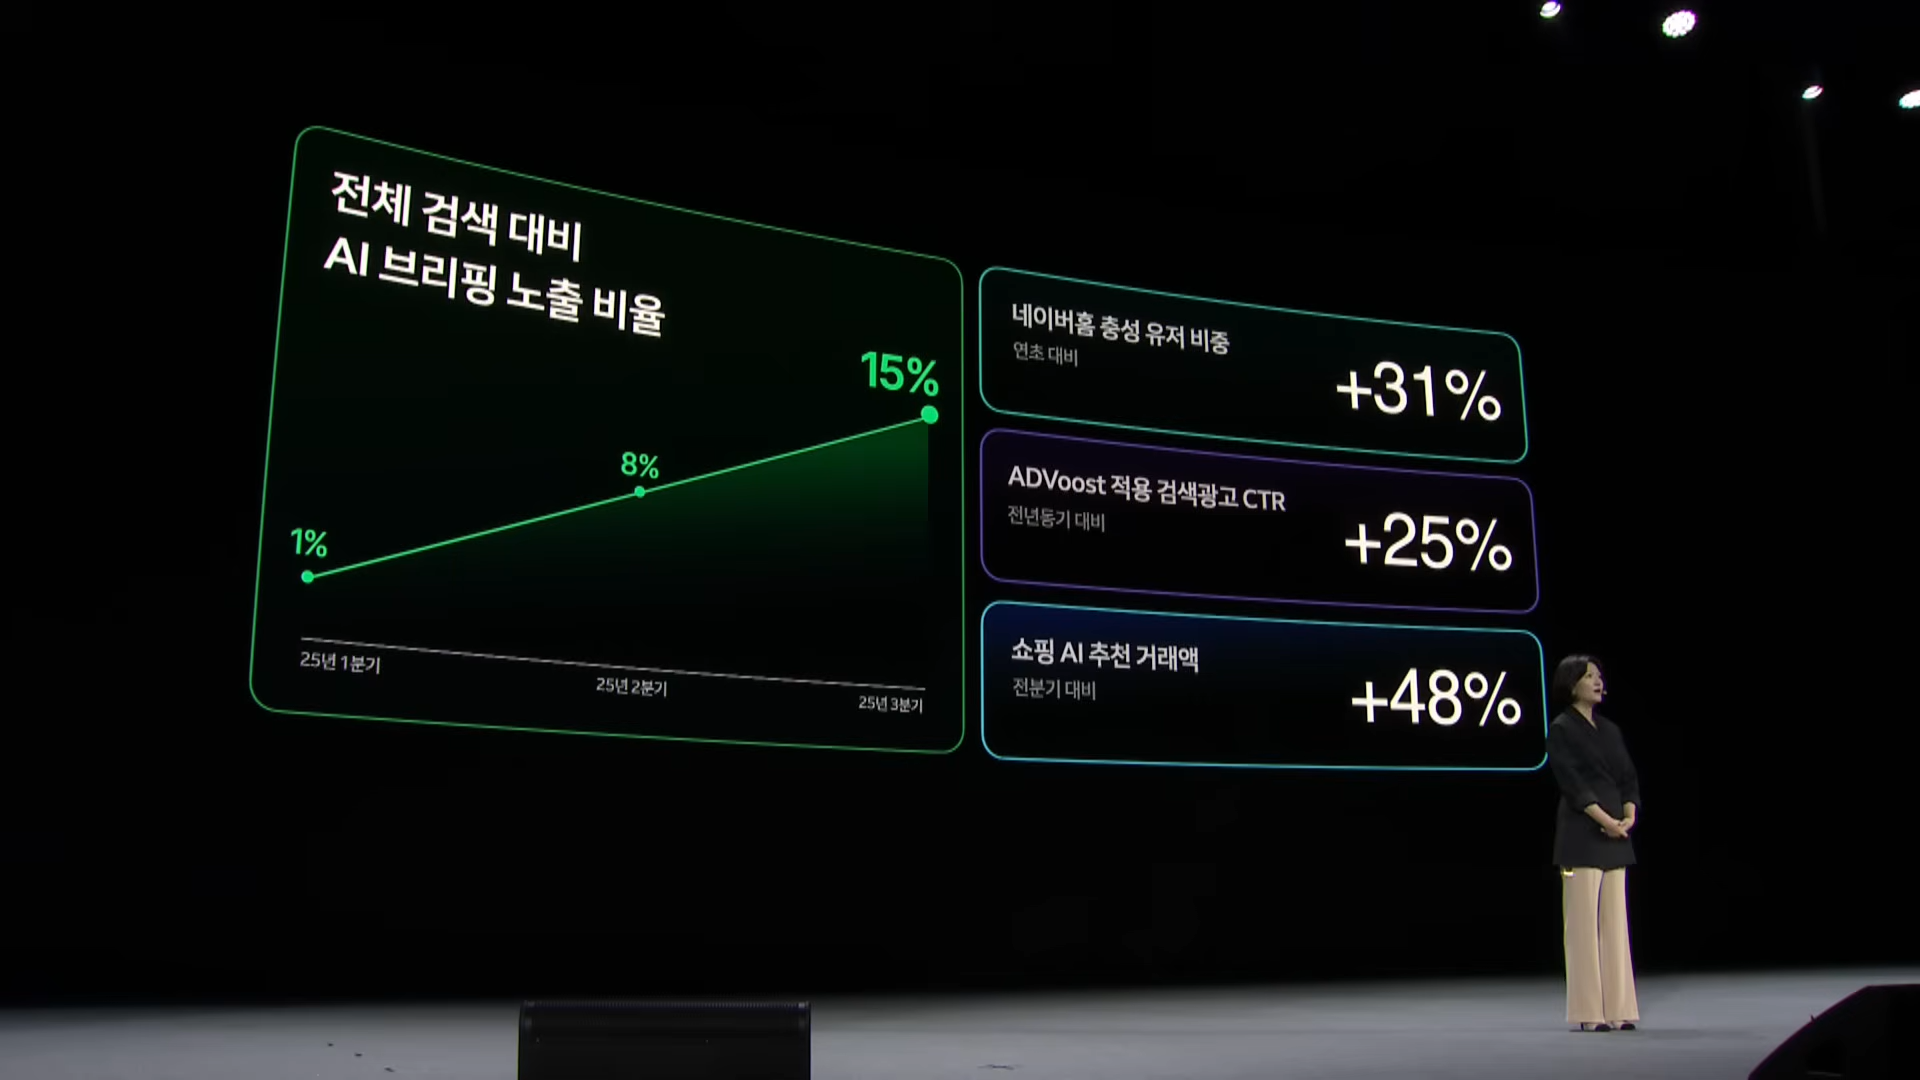 전체 검색 대비
AI 브리핑 노출 비율
15%
8%
1%
25년 1분기
25년 2분기
25년 3분기
네이버홈 충성 유저 비중
연초 대비
+31%
ADVoost 적용 검색광고 CTR
전년동기 대비
+25%
쇼핑 AI 추천 거래액
전분기 대비
+48%